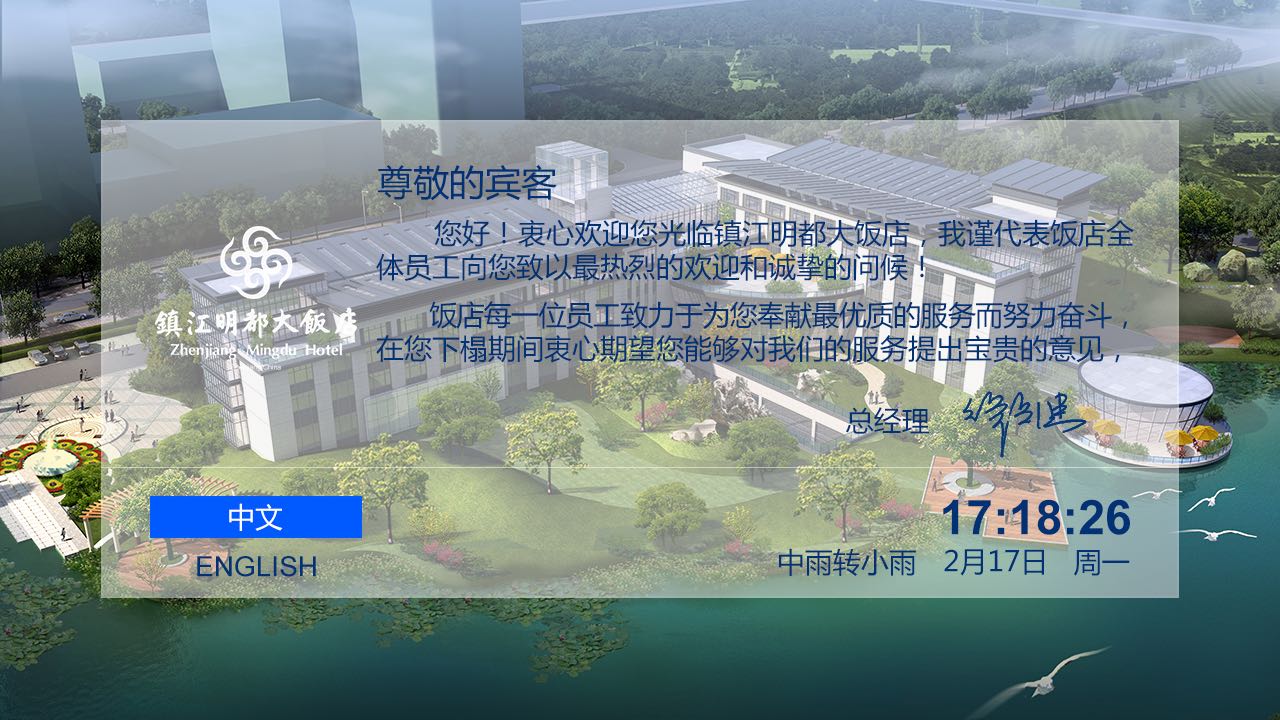 尊敬的宾客
您好！衷心欢迎您光临镇江明都大饭店，我谨代表饭店全
体员工向您致以最热烈的欢迎和诚挚的问候！
饭店每一位员工致力于为您奉献最优质的服务而努力奋斗，
在您下榻期间衷心期望您能够对我们的服务提出宝贵的意见，
总经理
鎮江明都大飯店
Zhenjiang Mingdu Hotel
中文
ENGLISH
17:18:26
中雨转小雨 2月17日 周一